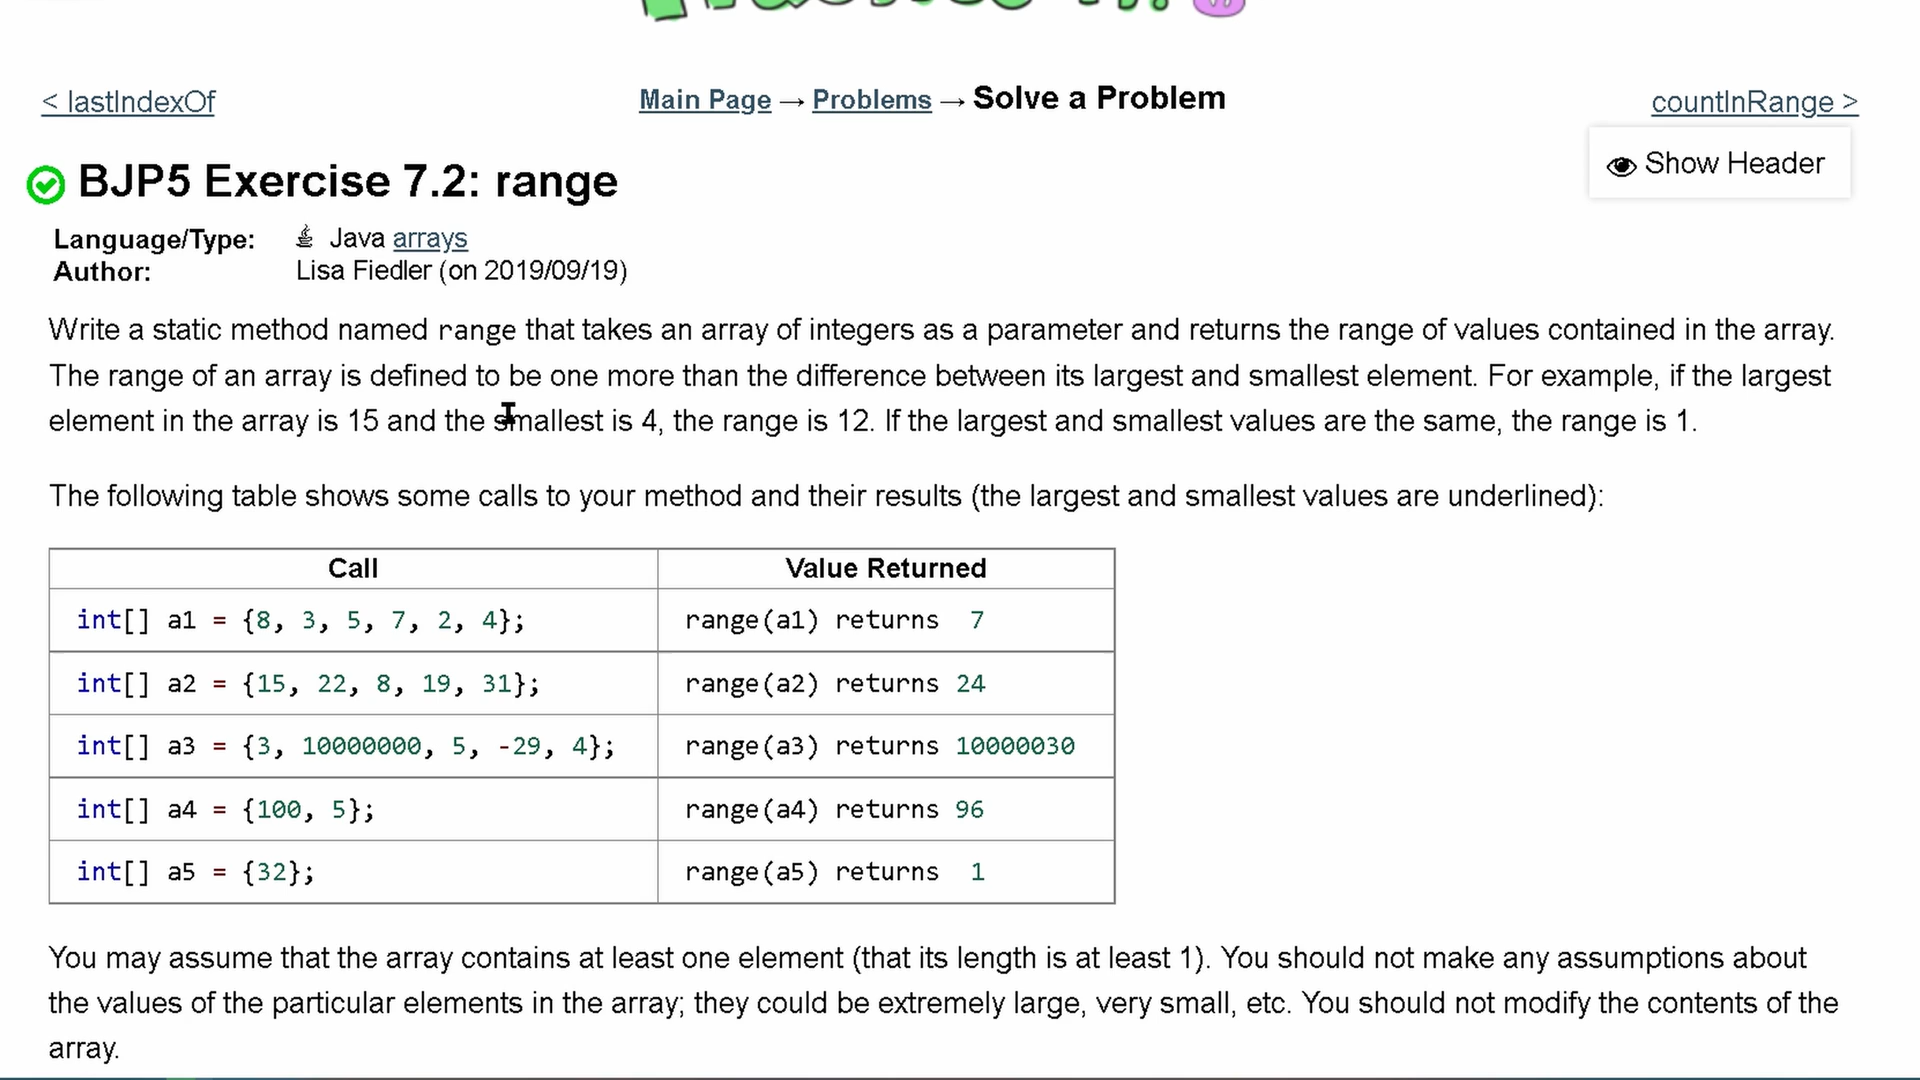 < lastIndexOf
Main Page → Problems → Solve a Problem
countInRange >
Show Header
BJP5 Exercise 7.2: range
Language/Type: Java arrays
Author: Lisa Fiedler (on 2019/09/19)
Write a static method named range that takes an array of integers as a parameter and returns the range of values contained in the array.
The range of an array is defined to be one more than the difference between its largest and smallest element. For example, if the largest
element in the array is 15 and the smallest is 4, the range is 12. If the largest and smallest values are the same, the range is 1.
The following table shows some calls to your method and their results (the largest and smallest values are underlined):
Call Value Returned
int[] a1 = {8, 3, 5, 7, 2, 4}; range(a1) returns 7
int[] a2 = {15, 22, 8, 19, 31}; range(a2) returns 24
int[] a3 = {3, 10000000, 5, -29, 4}; range(a3) returns 10000030
int[] a4 = {100, 5}; range(a4) returns 96
int[] a5 = {32}; range(a5) returns 1
You may assume that the array contains at least one element (that its length is at least 1). You should not make any assumptions about
the values of the particular elements in the array; they could be extremely large, very small, etc. You should not modify the contents of the
array.